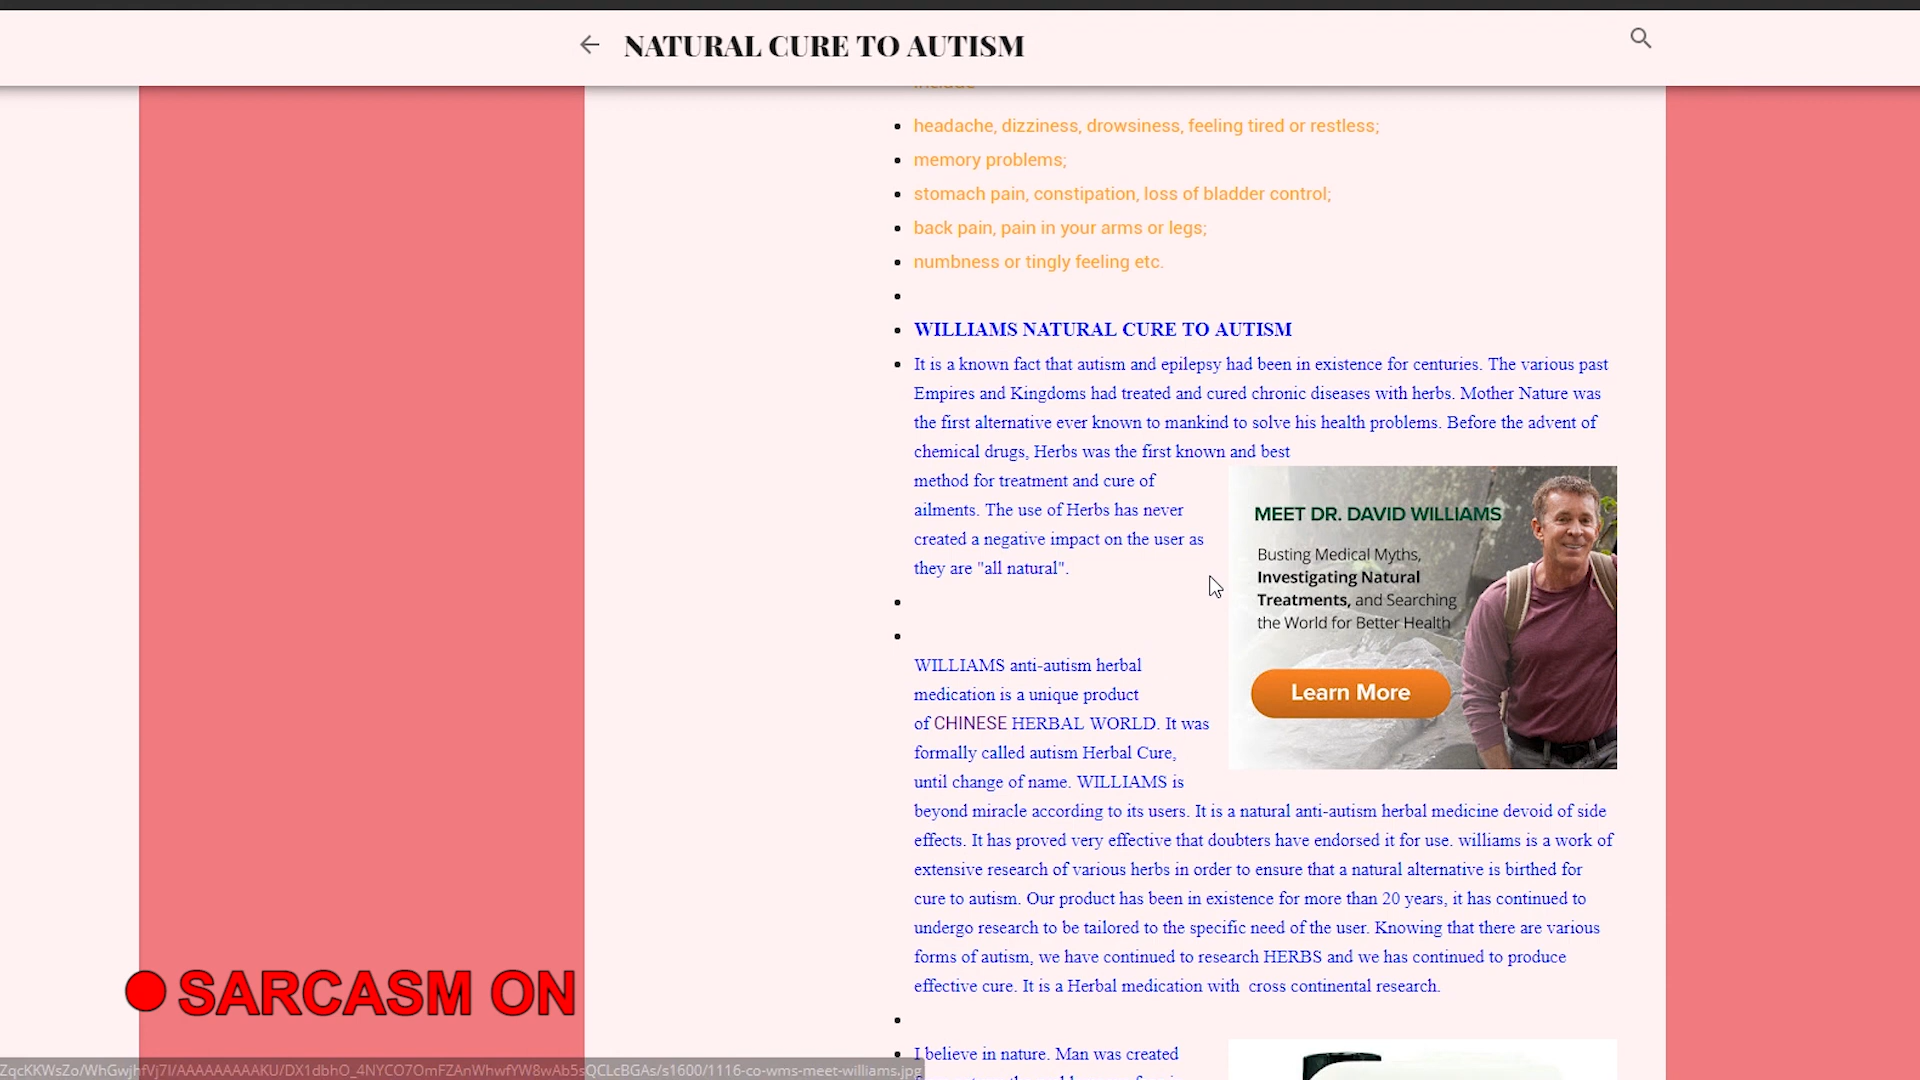 NATURAL CURE TO AUTISM
include
headache, dizziness, drowsiness, feeling tired or restless;
memory problems;
stomach pain, constipation, loss of bladder control;
back pain, pain in your arms or legs;
numbness or tingly feeling etc.
WILLIAMS NATURAL CURE TO AUTISM
It is a known fact that autism and epilepsy had been in existence for centuries. The various past
Empires and Kingdoms had treated and cured chronic diseases with herbs. Mother Nature was
the first alternative ever known to mankind to solve his health problems. Before the advent of
chemical drugs, Herbs was the first known and best
method for treatment and cure of
ailments. The use of Herbs has never
created a negative impact on the user as
they are "all natural".
MEET DR. DAVID WILLIAMS
Busting Medical Myths,
Investigating Natural
Treatments, and Searching
the World for Better Health
Learn More
WILLIAMS anti-autism herbal
medication is a unique product
of CHINESE HERBAL WORLD. It was
formally called autism Herbal Cure,
until change of name. WILLIAMS is
beyond miracle according to its users. It is a natural anti-autism herbal medicine devoid of side
effects. It has proved very effective that doubters have endorsed it for use. williams is a work of
extensive research of various herbs in order to ensure that a natural alternative is birthed for
cure to autism. Our product has been in existence for more than 20 years, it has continued to
undergo research to be tailored to the specific need of the user. Knowing that there are various
forms of autism, we have continued to research HERBS and we has continued to produce
effective cure. It is a Herbal medication with cross continental research.
SARCASM ON
I believe in nature. Man was created